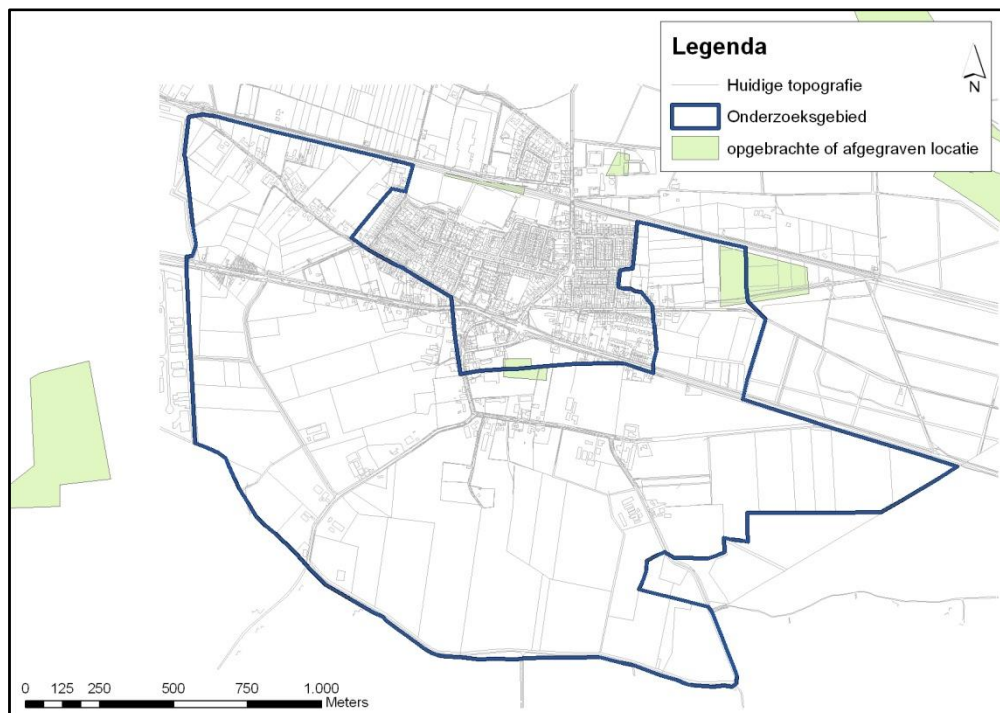 Legenda
Huidige topografie
Onderzoeksgebied
opgebrachte of afgegraven locatie
N
0 125 250 500 750 1.000
Meters